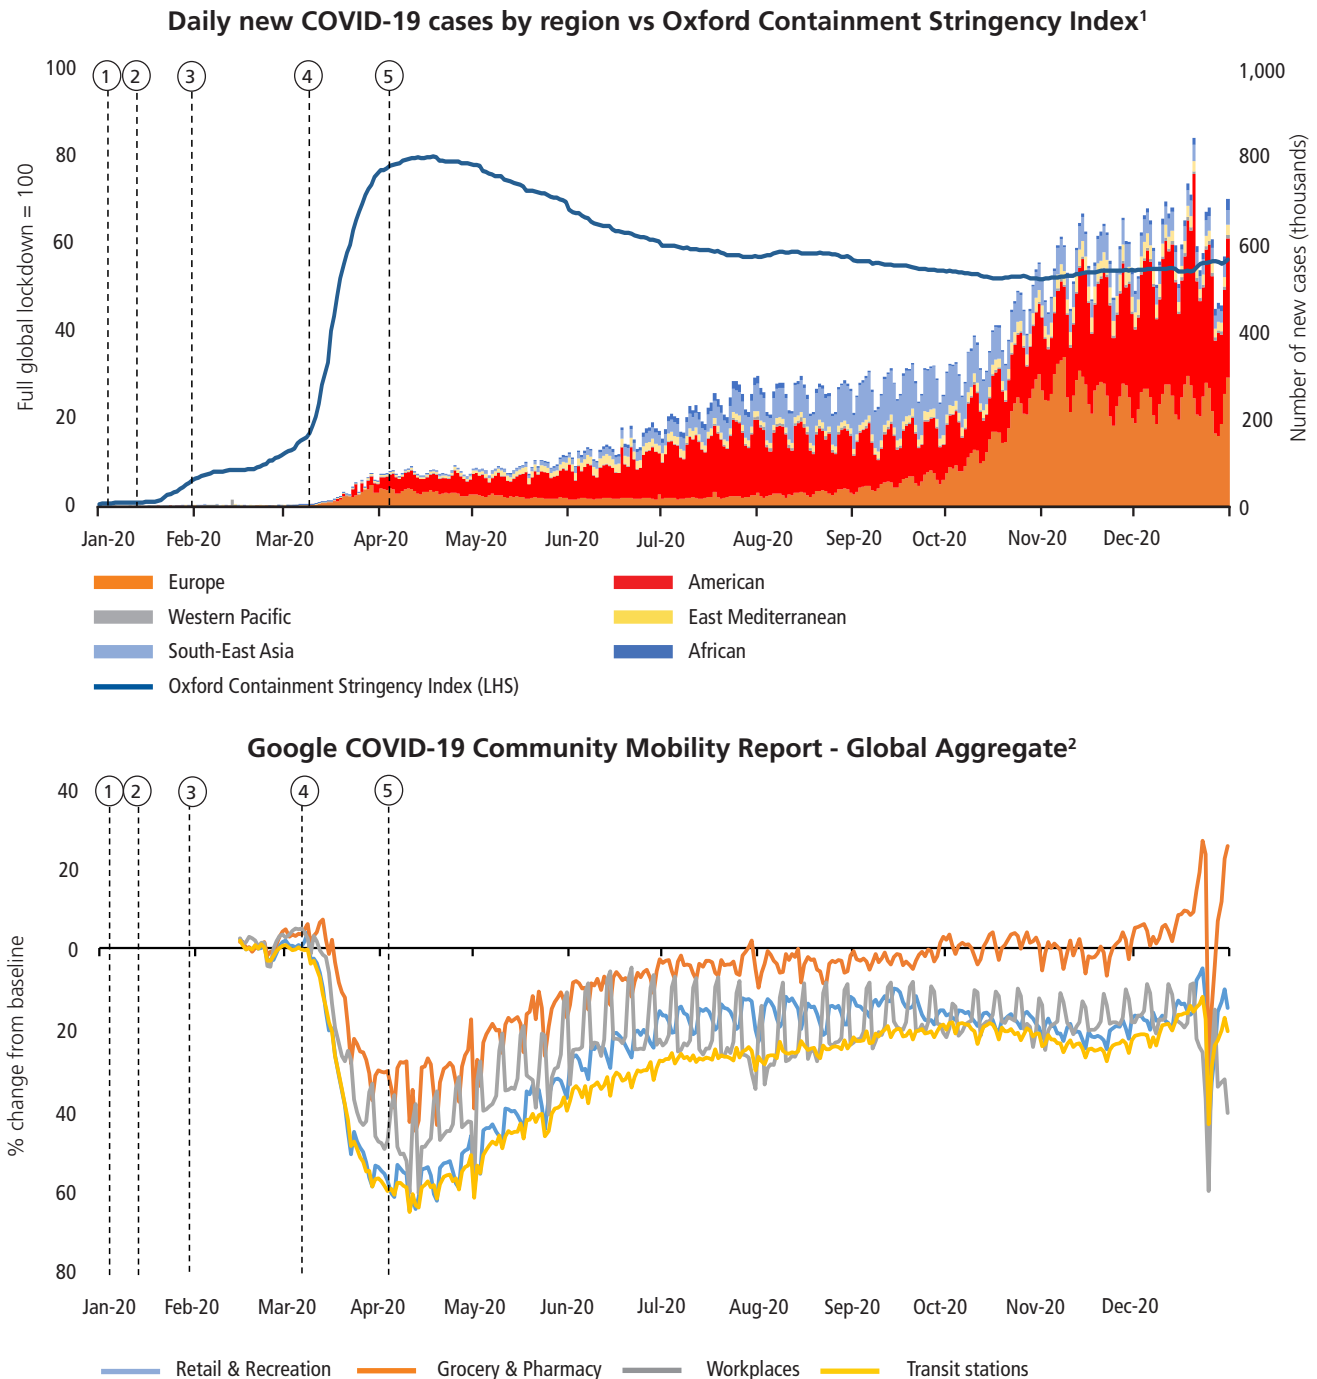 Daily new COVID-19 cases by region vs Oxford Containment Stringency Index¹
100
80
60
40
20
0
Full global lockdown = 100
1 2 3 4 5
1,000
800
600
400
200
0
Number of new cases (thousands)
Jan-20 Feb-20 Mar-20 Apr-20 May-20 Jun-20 Jul-20 Aug-20 Sep-20 Oct-20 Nov-20 Dec-20
Europe American
Western Pacific East Mediterranean
South-East Asia African
Oxford Containment Stringency Index (LHS)
Google COVID-19 Community Mobility Report - Global Aggregate²
40
20
0
20
40
60
80
% change from baseline
1 2 3 4 5
Jan-20 Feb-20 Mar-20 Apr-20 May-20 Jun-20 Jul-20 Aug-20 Sep-20 Oct-20 Nov-20 Dec-20
Retail & Recreation Grocery & Pharmacy Workplaces Transit stations